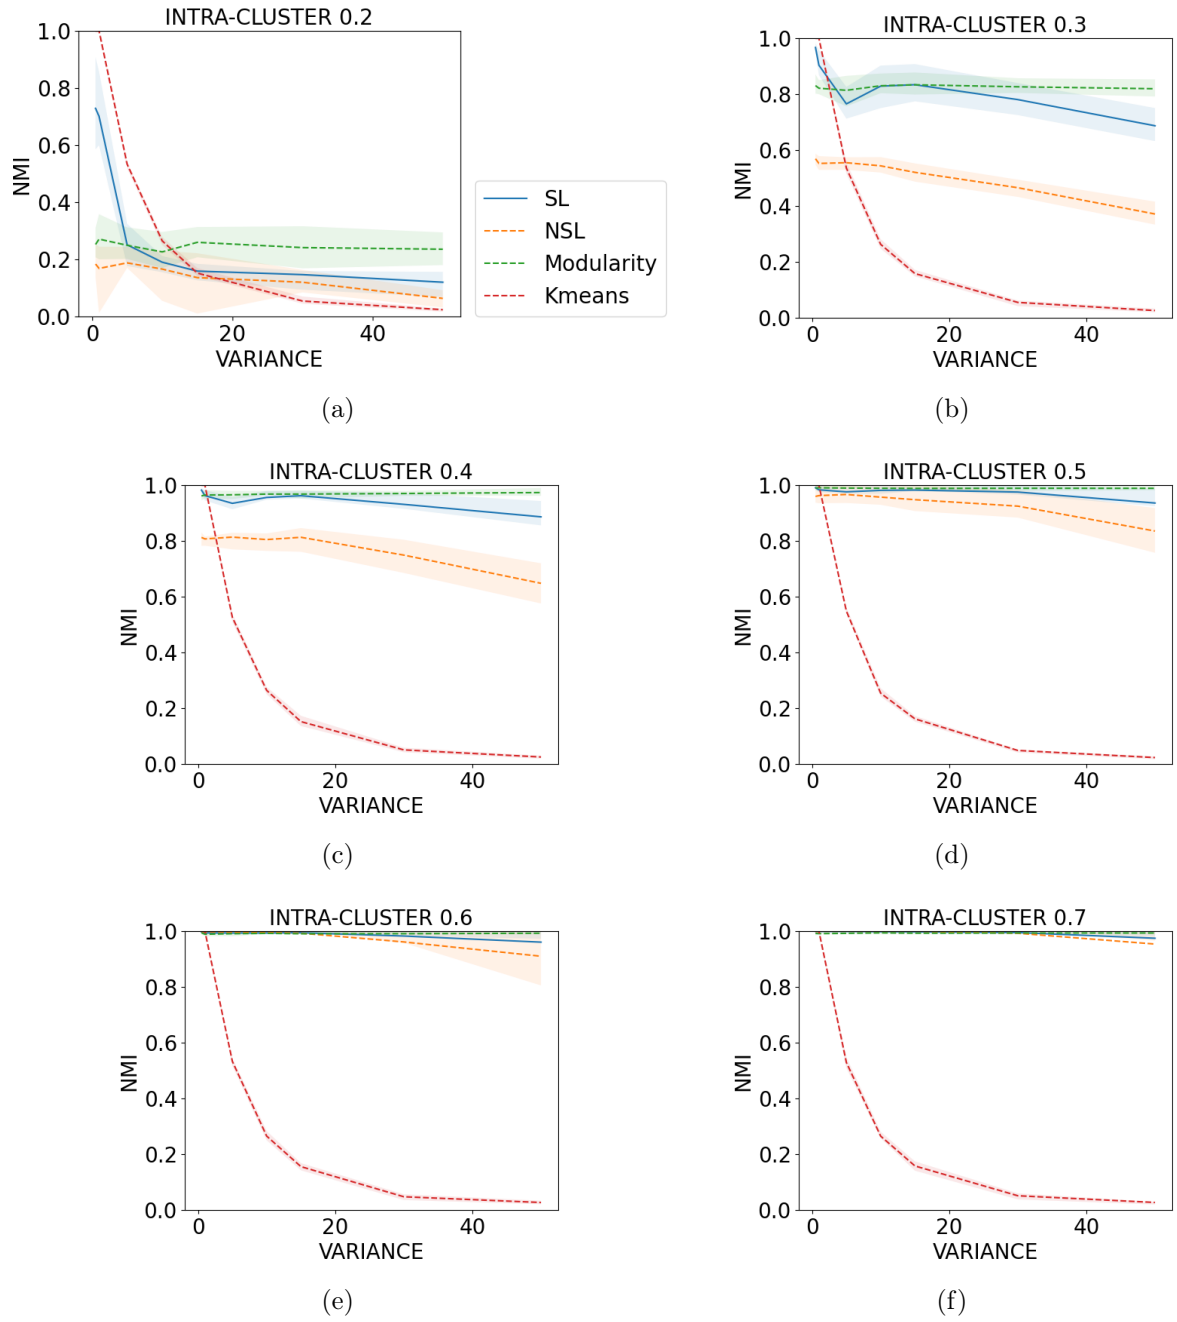 INTRA-CLUSTER 0.2
1.0
0.8
0.6
0.4
0.2
0.0
NMI
0 20 40
VARIANCE
SL
NSL
Modularity
Kmeans
(a)
INTRA-CLUSTER 0.3
1.0
0.8
0.6
0.4
0.2
0.0
NMI
0 20 40
VARIANCE
(b)
INTRA-CLUSTER 0.4
1.0
0.8
0.6
0.4
0.2
0.0
NMI
0 20 40
VARIANCE
(c)
INTRA-CLUSTER 0.5
1.0
0.8
0.6
0.4
0.2
0.0
NMI
0 20 40
VARIANCE
(d)
INTRA-CLUSTER 0.6
1.0
0.8
0.6
0.4
0.2
0.0
NMI
0 20 40
VARIANCE
(e)
INTRA-CLUSTER 0.7
1.0
0.8
0.6
0.4
0.2
0.0
NMI
0 20 40
VARIANCE
(f)